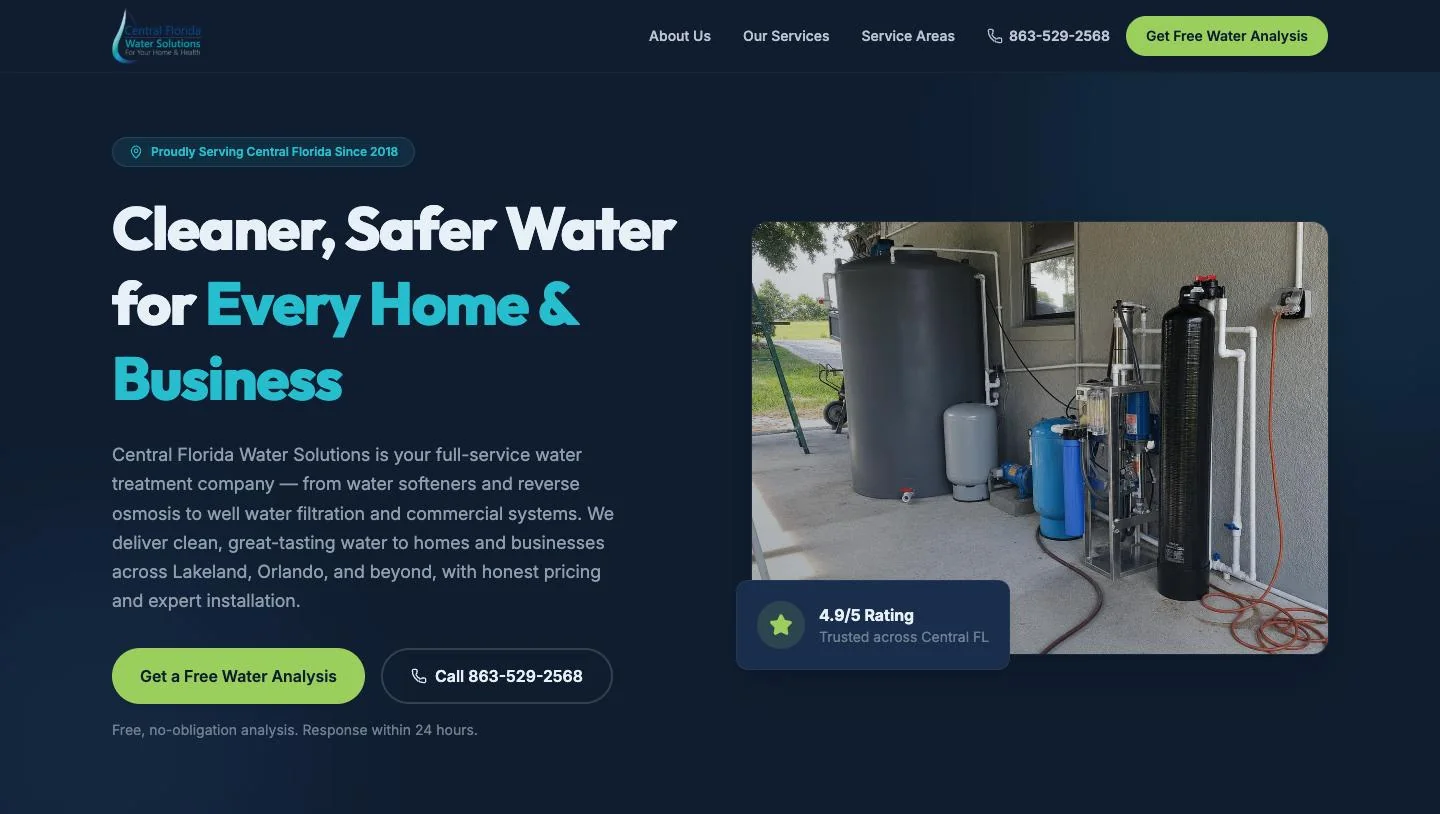 Central Florida
Water Solutions
For Your Home & Health
About Us
Our Services
Service Areas
863-529-2568
Get Free Water Analysis
Proudly Serving Central Florida Since 2018
Cleaner, Safer Water
for Every Home &
Business
Central Florida Water Solutions is your full-service water
treatment company — from water softeners and reverse
osmosis to well water filtration and commercial systems. We
deliver clean, great-tasting water to homes and businesses
across Lakeland, Orlando, and beyond, with honest pricing
and expert installation.
Get a Free Water Analysis
Call 863-529-2568
Free, no-obligation analysis. Response within 24 hours.
4.9/5 Rating
Trusted across Central FL